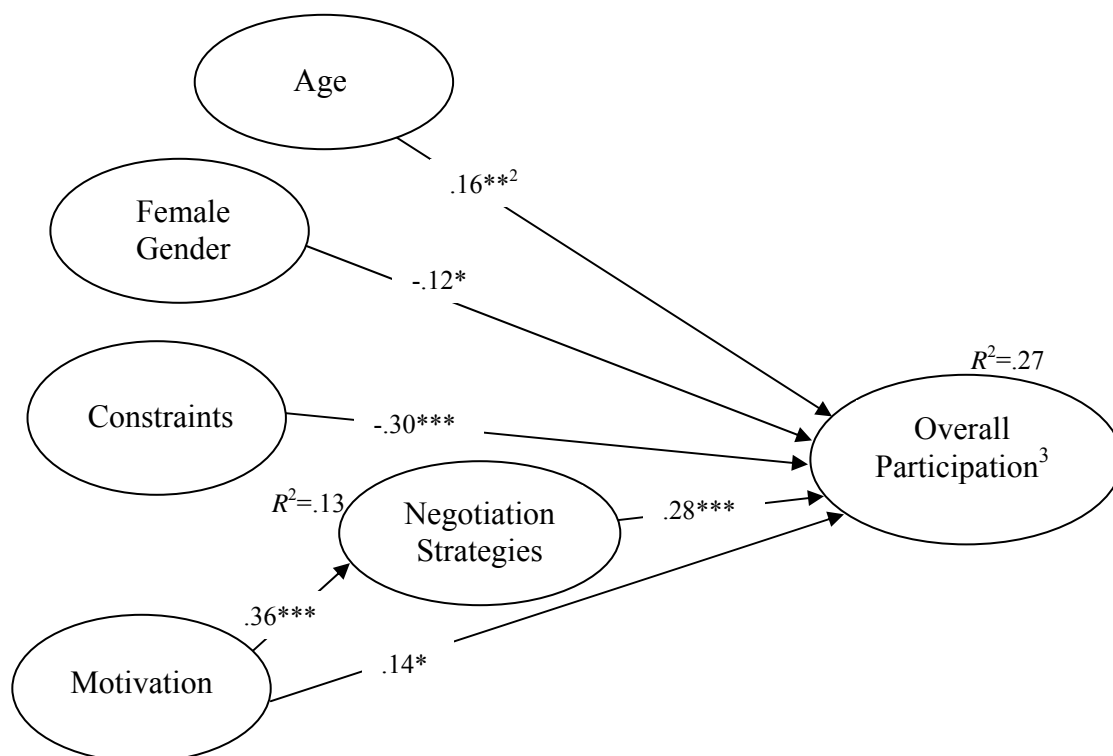 Age
.16**²
Female
Gender
-.12*
R²=.27
Constraints
-.30***
Overall
Participation³
R²=.13
Negotiation
Strategies
.28***
.36***
.14*
Motivation